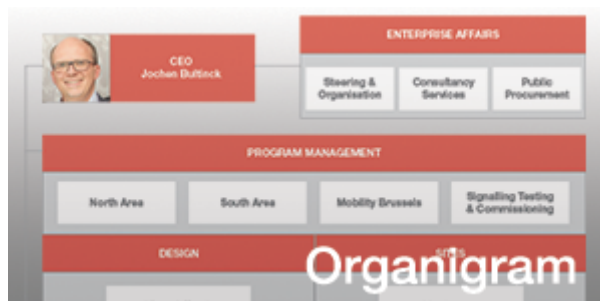 CEO
Jochen Bultinck
ENTERPRISE AFFAIRS
Steering &
Organisation
Consultancy
Services
Public
Procurement
PROGRAM MANAGEMENT
North Area
South Area
Mobility Brussels
Signalling Testing
& Commissioning
DESIGN
SITES
Organigram